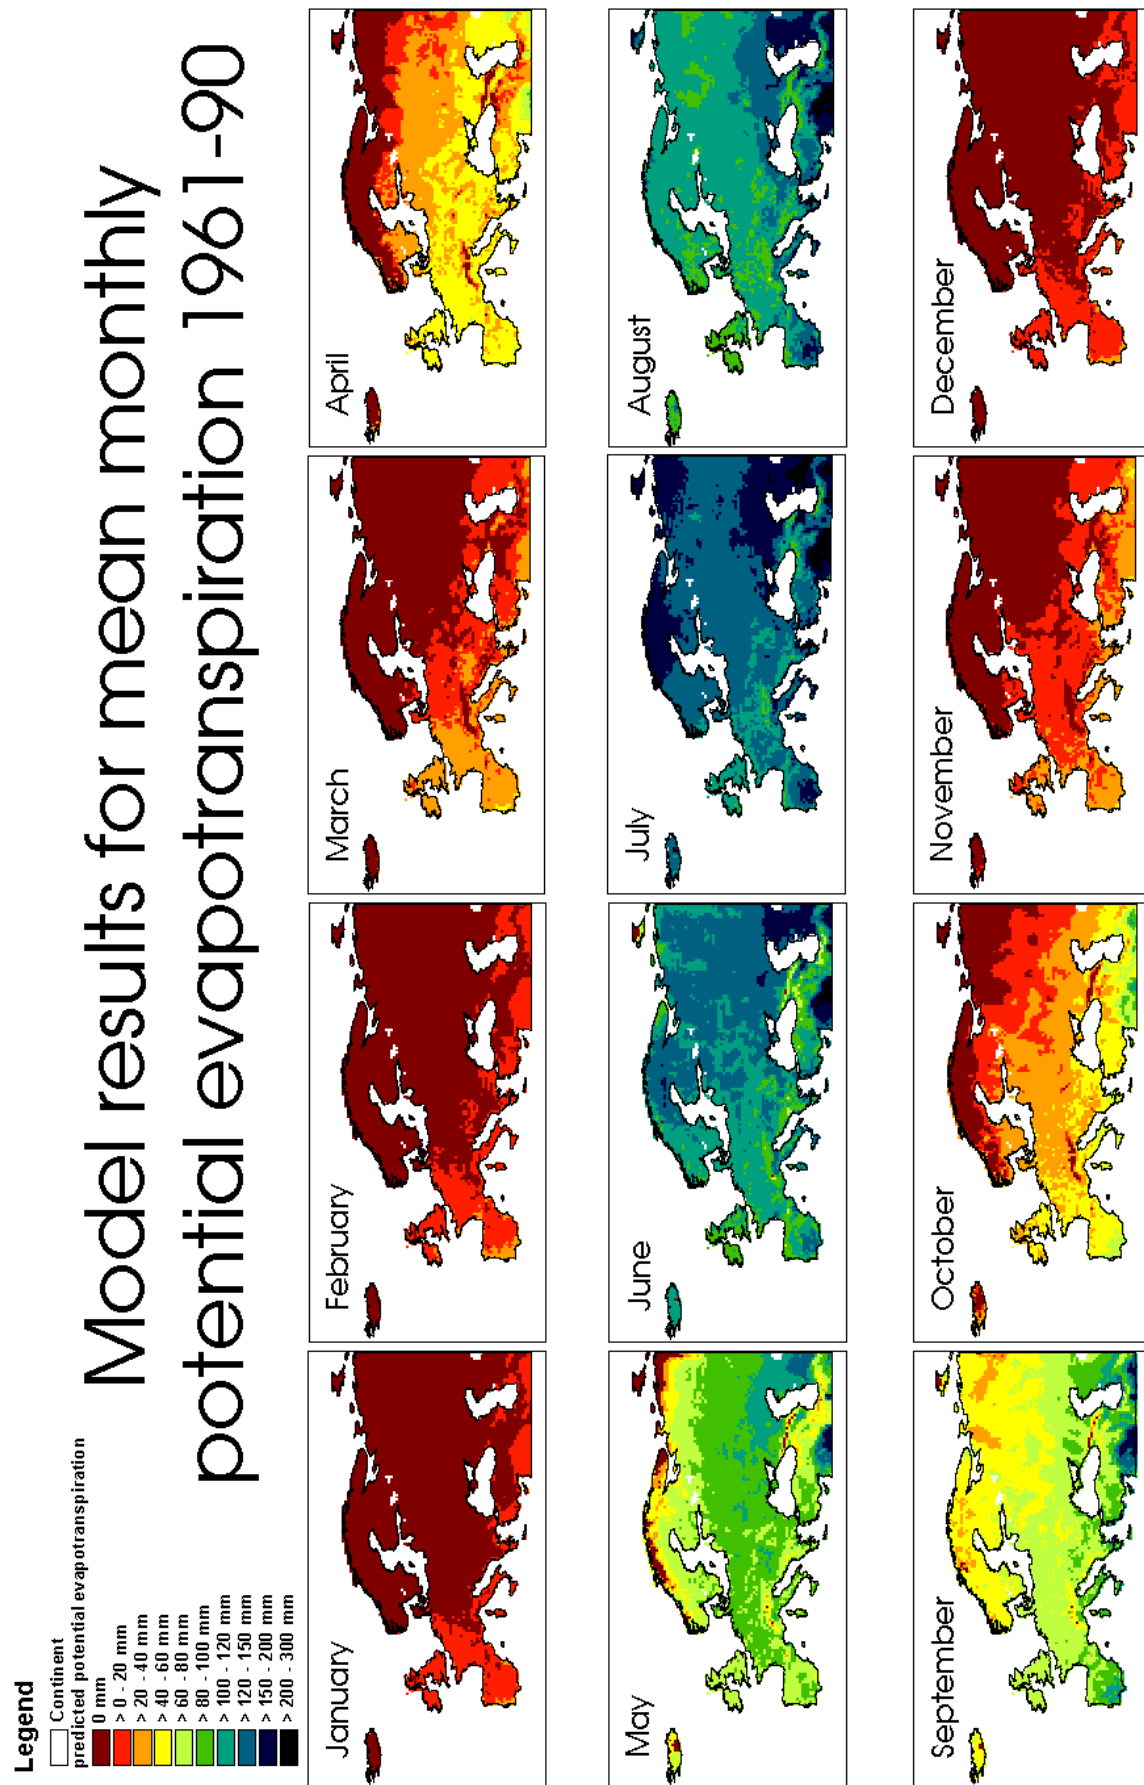 Model results for mean monthly
potential evapotranspiration 1961-90
Legend
Continent
predicted potential evapotranspiration
0 mm
> 0 - 20 mm
> 20 - 40 mm
> 40 - 60 mm
> 60 - 80 mm
> 80 - 100 mm
> 100 - 120 mm
> 120 - 150 mm
> 150 - 200 mm
> 200 - 300 mm
January
February
March
April
May
June
July
August
September
October
November
December